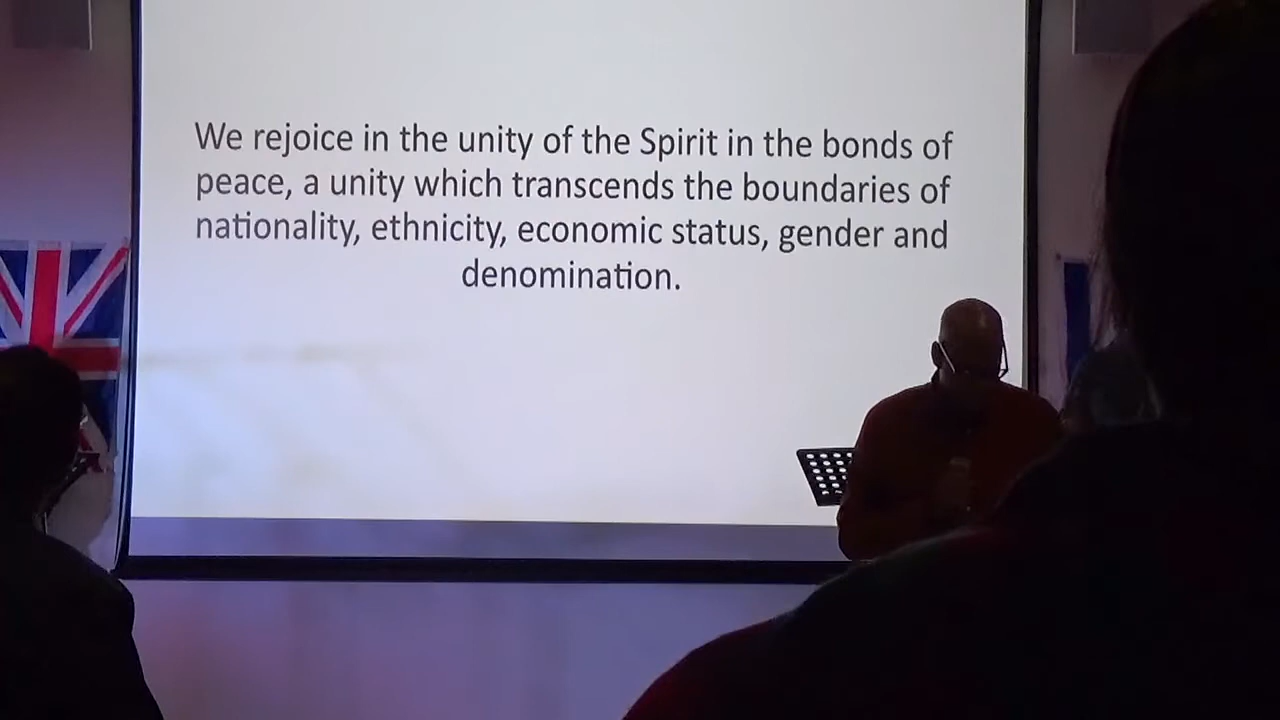 We rejoice in the unity of the Spirit in the bonds of
peace, a unity which transcends the boundaries of
nationality, ethnicity, economic status, gender and
denomination.